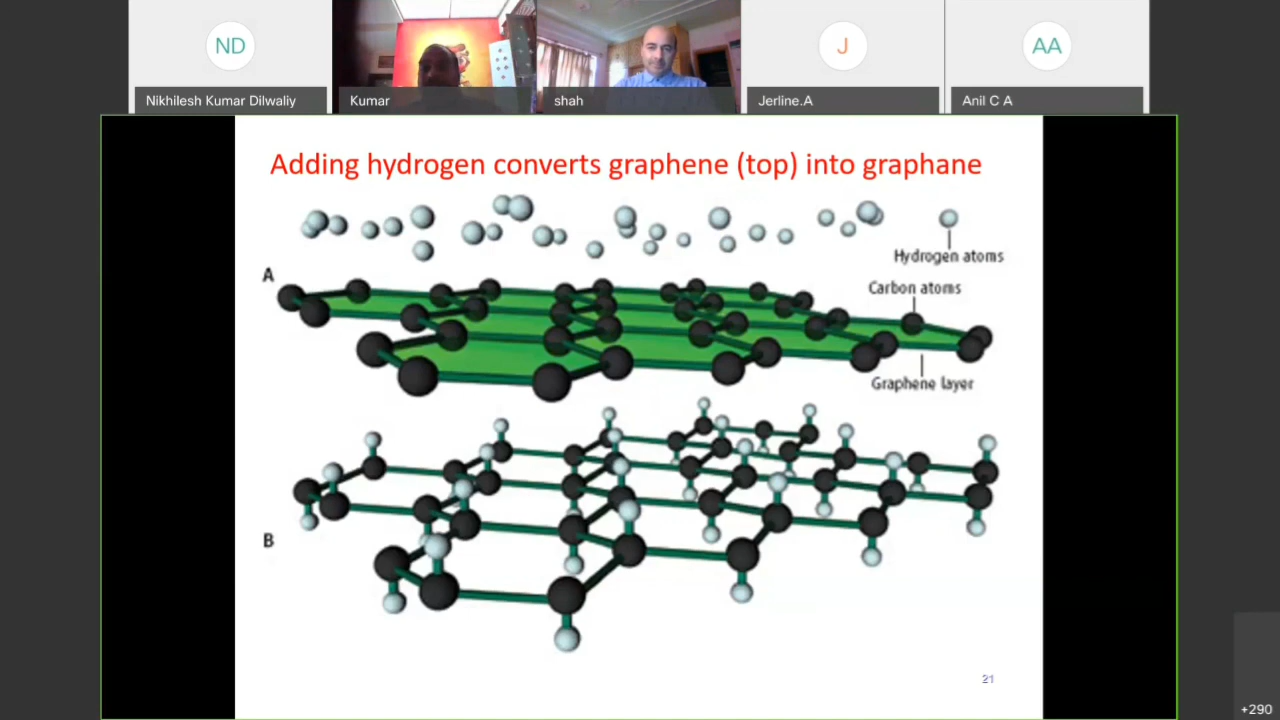 ND
J
AA
Nikhilesh Kumar Dilwaliy
Kumar
shah
Jerline.A
Anil C A
Adding hydrogen converts graphene (top) into graphane
Hydrogen atoms
A
Carbon atoms
Graphene layer
B
21
+290